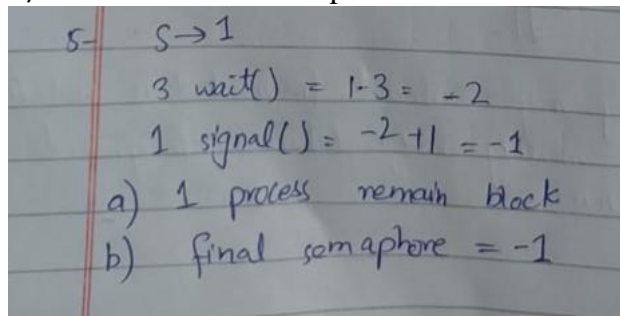 5- S→1
3 wait() = 1-3 = -2
1 signal() = -2+1 = -1
a) 1 process remain block
b) final semaphore = -1